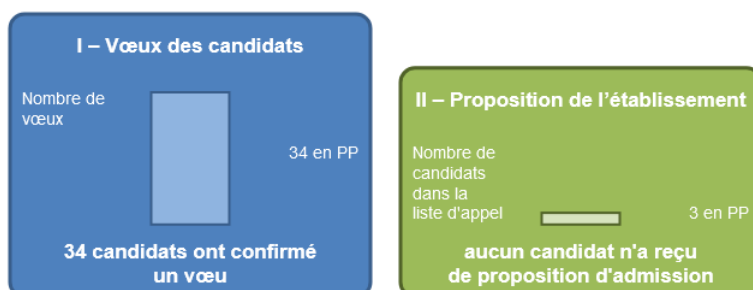 I – Vœux des candidats
Nombre de
vœux
34 en PP
34 candidats ont confirmé
un vœu
II – Proposition de l'établissement
Nombre de
candidats
dans la
liste d'appel
3 en PP
aucun candidat n'a reçu
de proposition d'admission